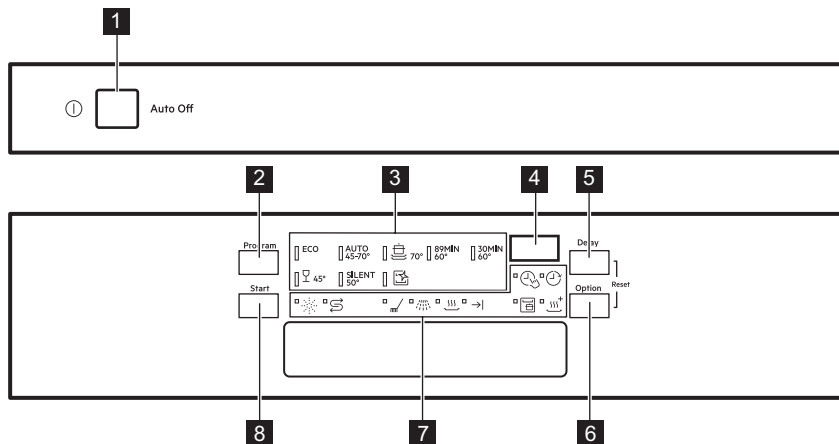 1
Auto Off
2
3
4
5
Program
ECO
AUTO
45-70°
70°
89MIN
60°
30MIN
60°
Delay
45°
SILENT
50°
Start
Option
Reset
8
7
6